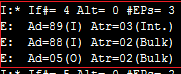 I:* If#= 4 Alt= 0 #EPs= 3
E:  Ad=89(I) Atr=03(Int.)
E:  Ad=88(I) Atr=02(Bulk)
E:  Ad=05(O) Atr=02(Bulk)